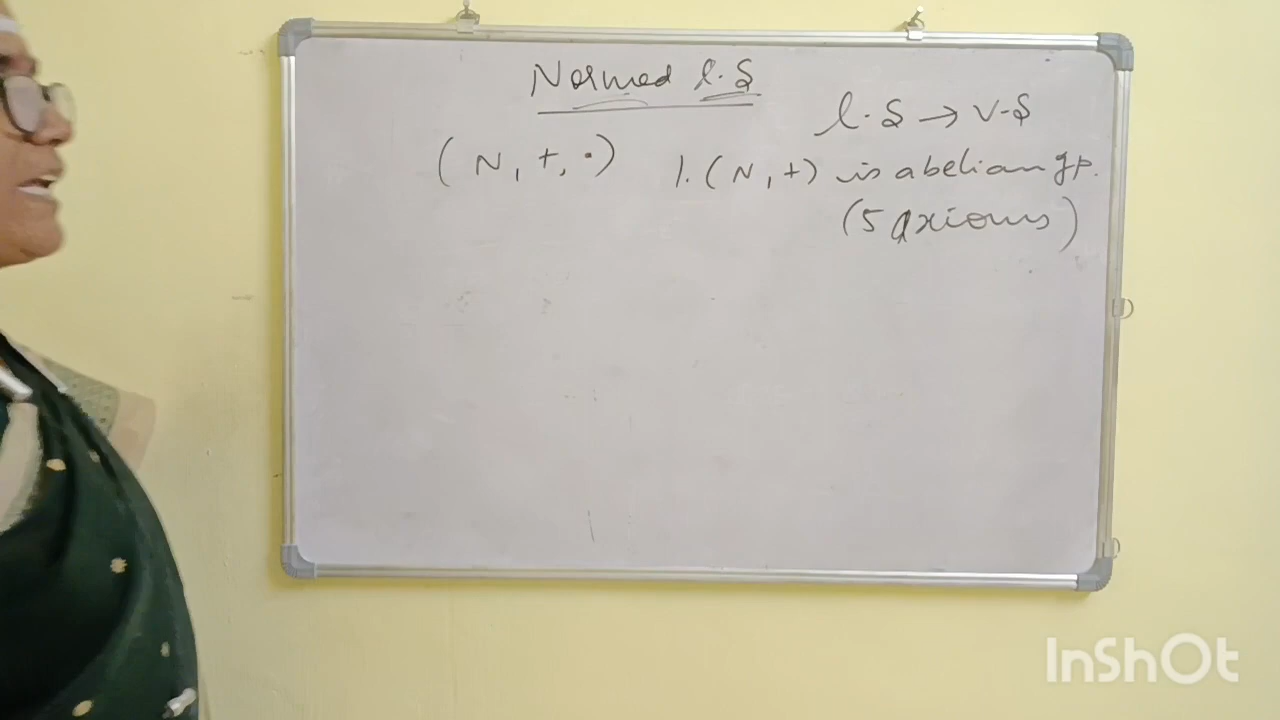 Normed l.S
l.S → V.S
(N, +, ·) 1. (N, +) is abelian gp.
(5 axioms)
InShOt